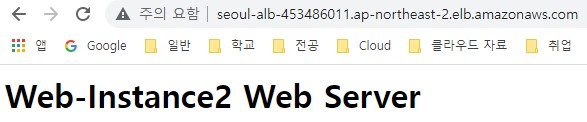 주의 요함 | seoul-alb-453486011.ap-northeast-2.elb.amazonaws.com
앱 Google 일반 학교 전공 Cloud 클라우드 자료 취업
Web-Instance2 Web Server